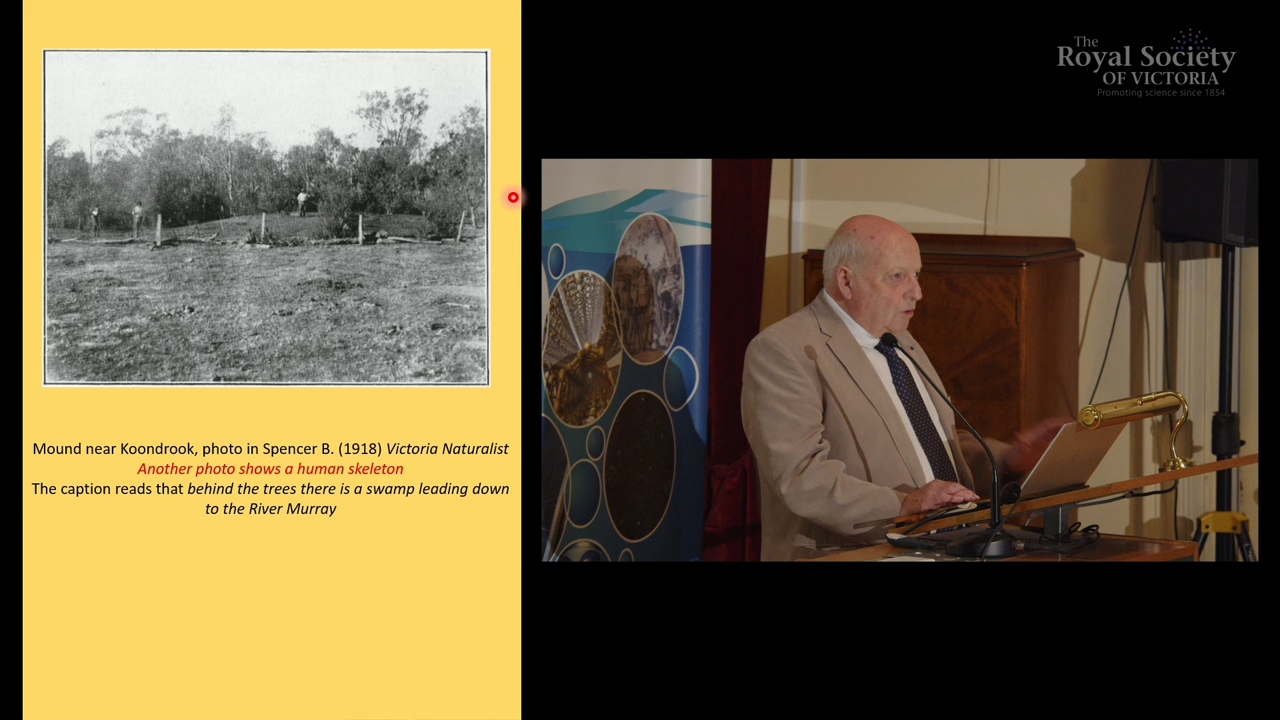 Mound near Koondrook, photo in Spencer B. (1918) Victoria Naturalist
Another photo shows a human skeleton
The caption reads that behind the trees there is a swamp leading down
to the River Murray
The
Royal Society
OF VICTORIA
Promoting science since 1854